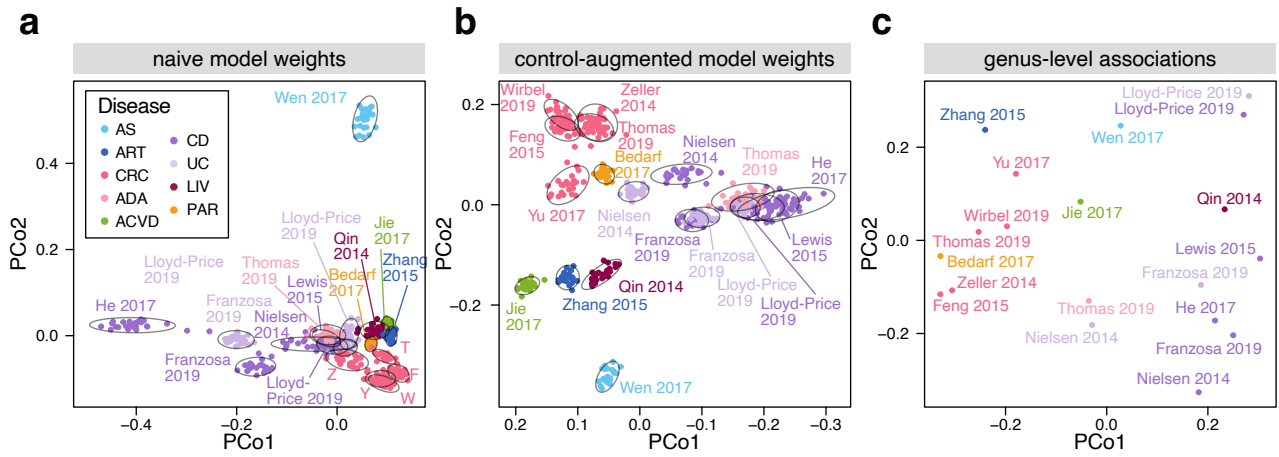 a
naive model weights
Disease
AS
ART
CRC
ADA
ACVD
CD
UC
LIV
PAR
Wen 2017
Lloyd-Price
2019
Jie
2017
Qin
2014
Zhang
2015
Lloyd-Price
2019
Thomas
2019
Bedarf
2017
Lewis
2015
He 2017
Franzosa
2019
Nielsen
2014
Franzosa
2019
Lloyd-
Price 2019
Z
Y
T
F
W
PCo2
0.4
0.2
0.0
−0.4
−0.2
0.0
PCo1
b
control-augmented model weights
Wirbel
2019
Zeller
2014
Feng
2015
Thomas
2019
Bedarf
2017
Nielsen
2014
Thomas
2019
He
2017
Yu 2017
Nielsen
2014
Franzosa
2019
Franzosa
2019
Lewis
2015
Lloyd-Price
2019
Lloyd-Price
2019
Jie
2017
Zhang 2015
Qin 2014
Wen 2017
PCo2
0.2
0.0
−0.2
0.2
0.1
0.0
−0.1
−0.2
−0.3
PCo1
c
genus-level associations
Lloyd-Price 2019
Lloyd-Price 2019
Zhang 2015
Wen 2017
Yu 2017
Jie 2017
Qin 2014
Wirbel 2019
Thomas 2019
Bedarf 2017
Lewis 2015
Zeller 2014
Franzosa 2019
Feng 2015
Thomas 2019
He 2017
Nielsen 2014
Franzosa 2019
Nielsen 2014
PCo2
0.2
0.0
−0.2
−0.2
0.0
0.2
PCo1